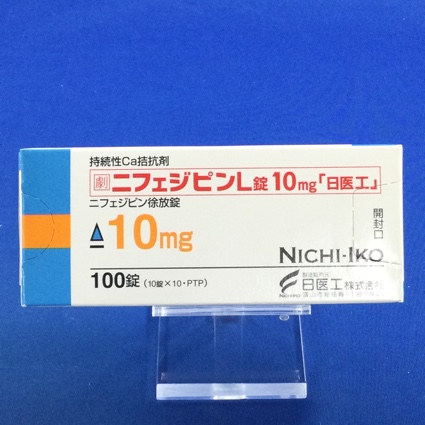 持続性Ca拮抗剤
劇 ニフェジピンL錠10mg「日医工」
ニフェジピン徐放錠
10mg
開封口
100錠 (10錠×10・PTP)
NICHI-IKO
日医工株式会社